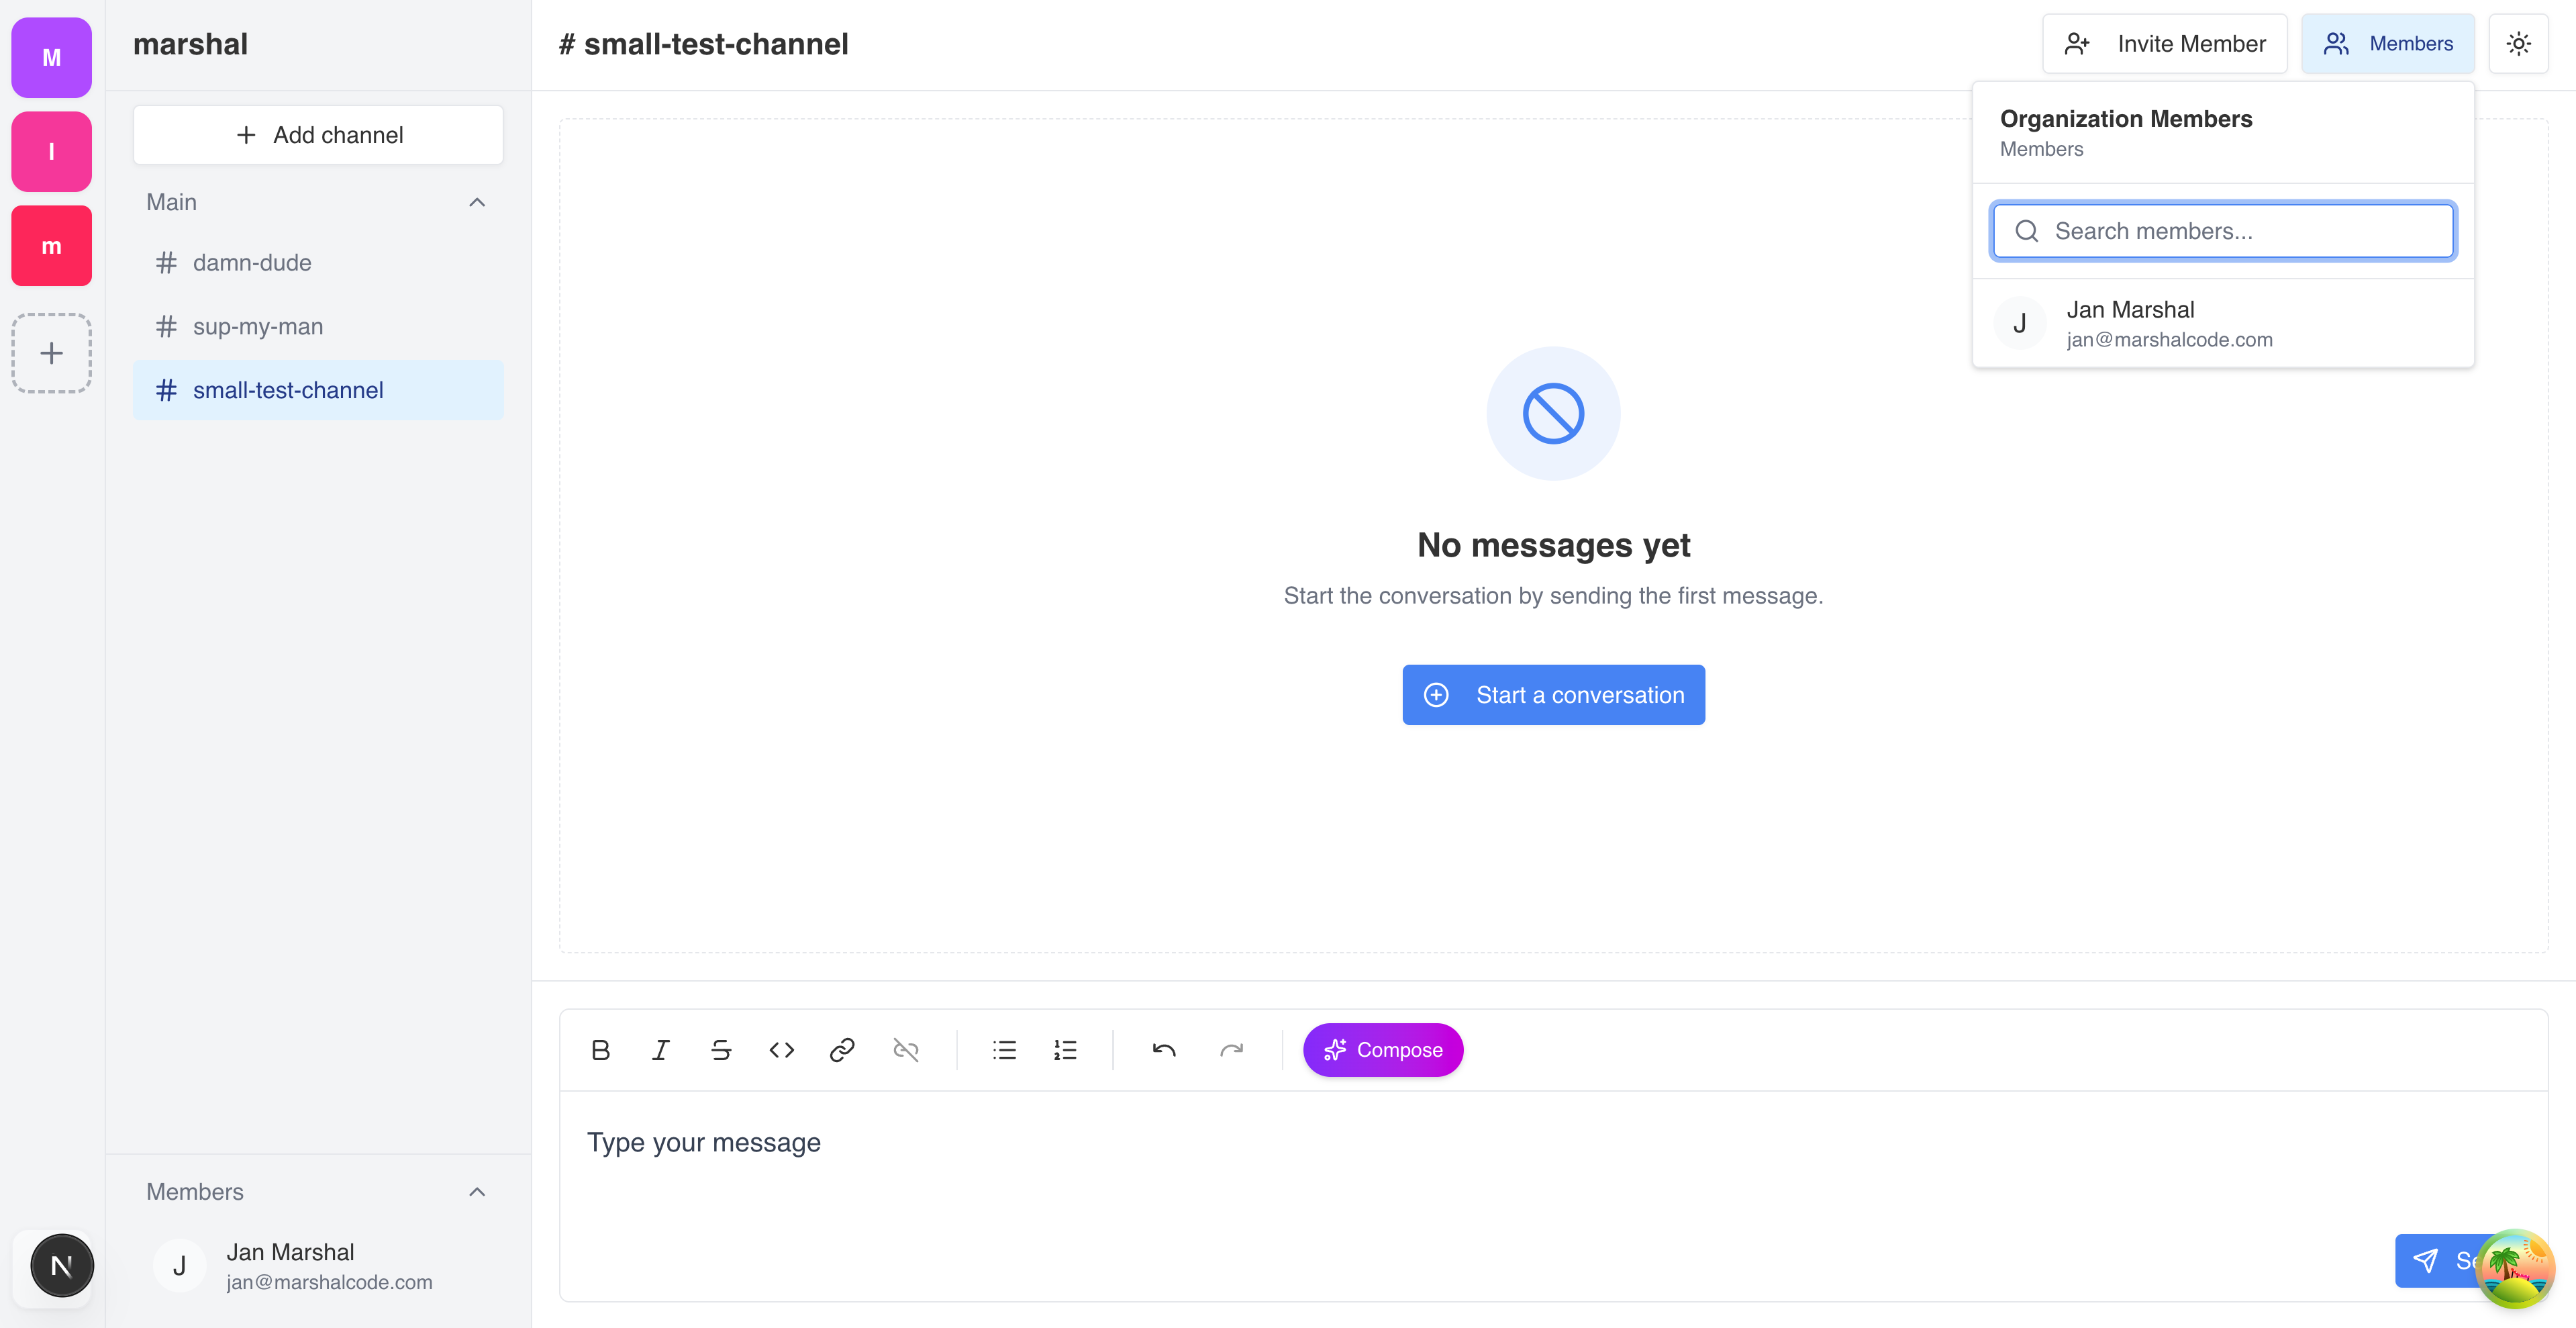 M
I
m
marshal
Add channel
Main
damn-dude
sup-my-man
small-test-channel
Members
J
Jan Marshal
jan@marshalcode.com
N
# small-test-channel
Invite Member
Members
Organization Members
Members
Search members...
J
Jan Marshal
jan@marshalcode.com
No messages yet
Start the conversation by sending the first message.
Start a conversation
Compose
Type your message